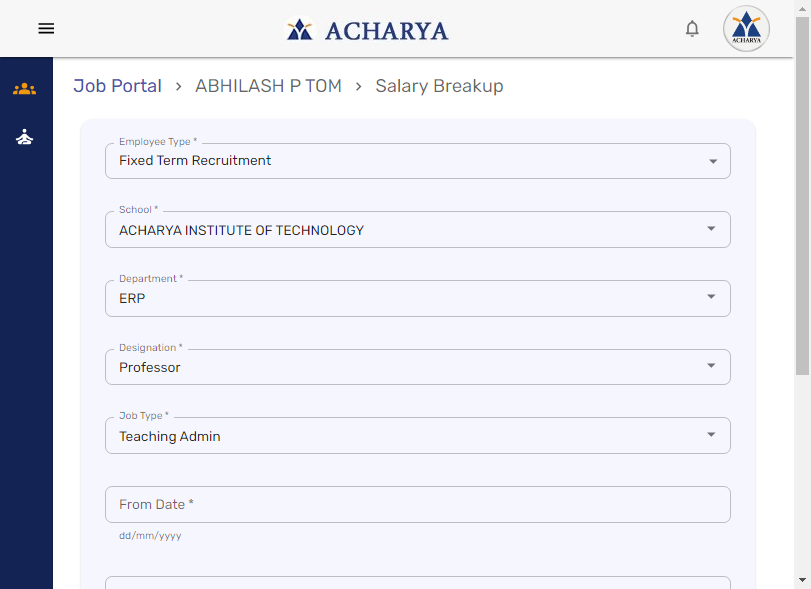 ACHARYA
ACHARYA
Job Portal > ABHILASH P TOM > Salary Breakup
Employee Type *
Fixed Term Recruitment
School *
ACHARYA INSTITUTE OF TECHNOLOGY
Department *
ERP
Designation *
Professor
Job Type *
Teaching Admin
From Date *
dd/mm/yyyy